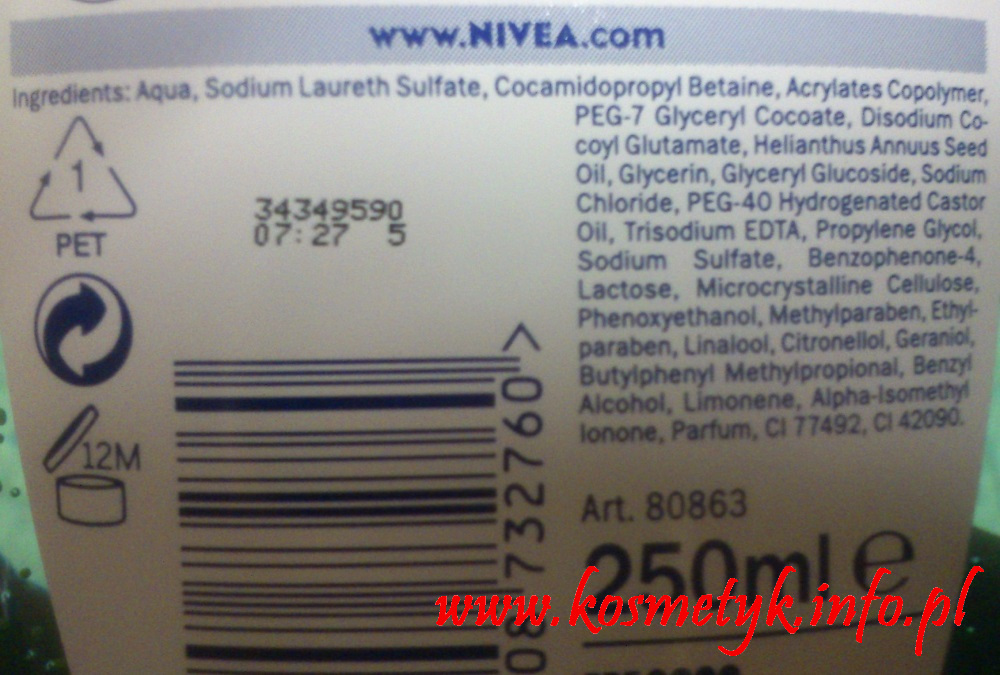 www.NIVEA.com
Ingredients: Aqua, Sodium Laureth Sulfate, Cocamidopropyl Betaine, Acrylates Copolymer,
PEG-7 Glyceryl Cocoate, Disodium Co-
coyl Glutamate, Helianthus Annuus Seed
Oil, Glycerin, Glyceryl Glucoside, Sodium
Chloride, PEG-40 Hydrogenated Castor
Oil, Trisodium EDTA, Propylene Glycol,
Sodium Sulfate, Benzophenone-4,
Lactose, Microcrystalline Cellulose,
Phenoxyethanol, Methylparaben, Ethyl-
paraben, Linalool, Citronellol, Geraniol,
Butylphenyl Methylpropional, Benzyl
Alcohol, Limonene, Alpha-Isomethyl
Ionone, Parfum, CI 77492, CI 42090.
1
PET
34349590
07:27 5
12M
08732760 >
Art. 80863
250ml e
www.kosmetyk.info.pl